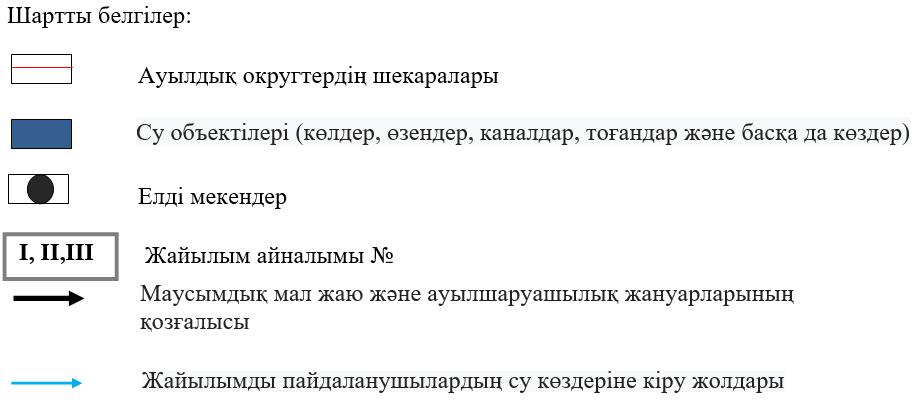 Шартты белгілер:
Ауылдық округтердің шекаралары
Су объектілері (көлдер, өзендер, каналдар, тоғандар және басқа да көздер)
Елді мекендер
I, II,III Жайылым айналымы №
Маусымдық мал жаю және ауылшаруашылық жануарларының
қозғалысы
Жайылымды пайдаланушылардың су көздеріне кіру жолдары